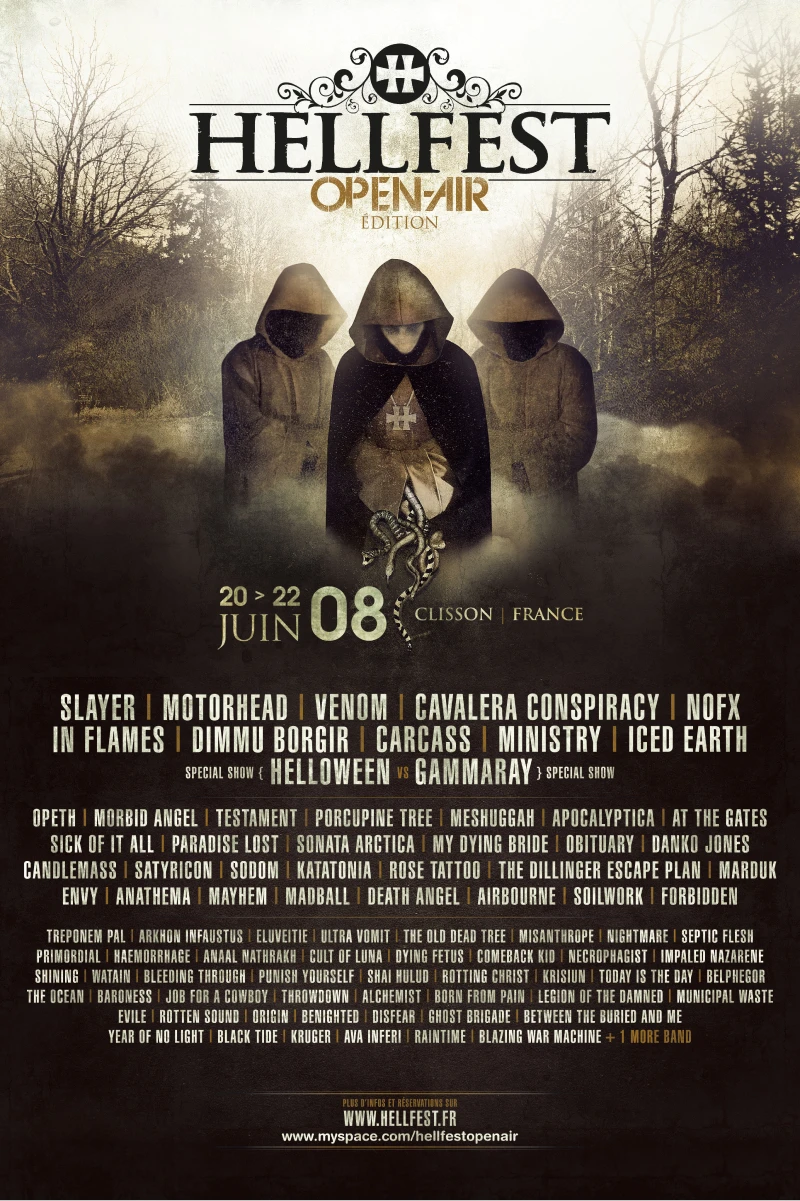 HELLFEST
OPEN-AIR
ÉDITION
20 > 22
JUIN 08
CLISSON | FRANCE
SLAYER | MOTORHEAD | VENOM | CAVALERA CONSPIRACY | NOFX
IN FLAMES | DIMMU BORGIR | CARCASS | MINISTRY | ICED EARTH
SPECIAL SHOW { HELLOWEEN VS GAMMARAY } SPECIAL SHOW
OPETH | MORBID ANGEL | TESTAMENT | PORCUPINE TREE | MESHUGGAH | APOCALYPTICA | AT THE GATES
SICK OF IT ALL | PARADISE LOST | SONATA ARCTICA | MY DYING BRIDE | OBITUARY | DANKO JONES
CANDLEMASS | SATYRICON | SODOM | KATATONIA | ROSE TATTOO | THE DILLINGER ESCAPE PLAN | MARDUK
ENVY | ANATHEMA | MAYHEM | MADBALL | DEATH ANGEL | AIRBOURNE | SOILWORK | FORBIDDEN
TREPONEM PAL | ARKHON INFAUSTUS | ELUVEITIE | ULTRA VOMIT | THE OLD DEAD TREE | MISANTHROPE | NIGHTMARE | SEPTIC FLESH
PRIMORDIAL | HAEMORRHAGE | ANAAL NATHRAKH | CULT OF LUNA | DYING FETUS | COMEBACK KID | NECROPHAGIST | IMPALED NAZARENE
SHINING | WATAIN | BLEEDING THROUGH | PUNISH YOURSELF | SHAI HULUD | ROTTING CHRIST | KRISIUN | TODAY IS THE DAY | BELPHEGOR
THE OCEAN | BARONESS | JOB FOR A COWBOY | THROWDOWN | ALCHEMIST | BORN FROM PAIN | LEGION OF THE DAMNED | MUNICIPAL WASTE
EVILE | ROTTEN SOUND | ORIGIN | BENIGHTED | DISFEAR | GHOST BRIGADE | BETWEEN THE BURIED AND ME
YEAR OF NO LIGHT | BLACK TIDE | KRUGER | AVA INFERI | RAINTIME | BLAZING WAR MACHINE + 1 MORE BAND
PLUS D'INFOS ET RÉSERVATIONS SUR
WWW.HELLFEST.FR
www.myspace.com/hellfestopenair